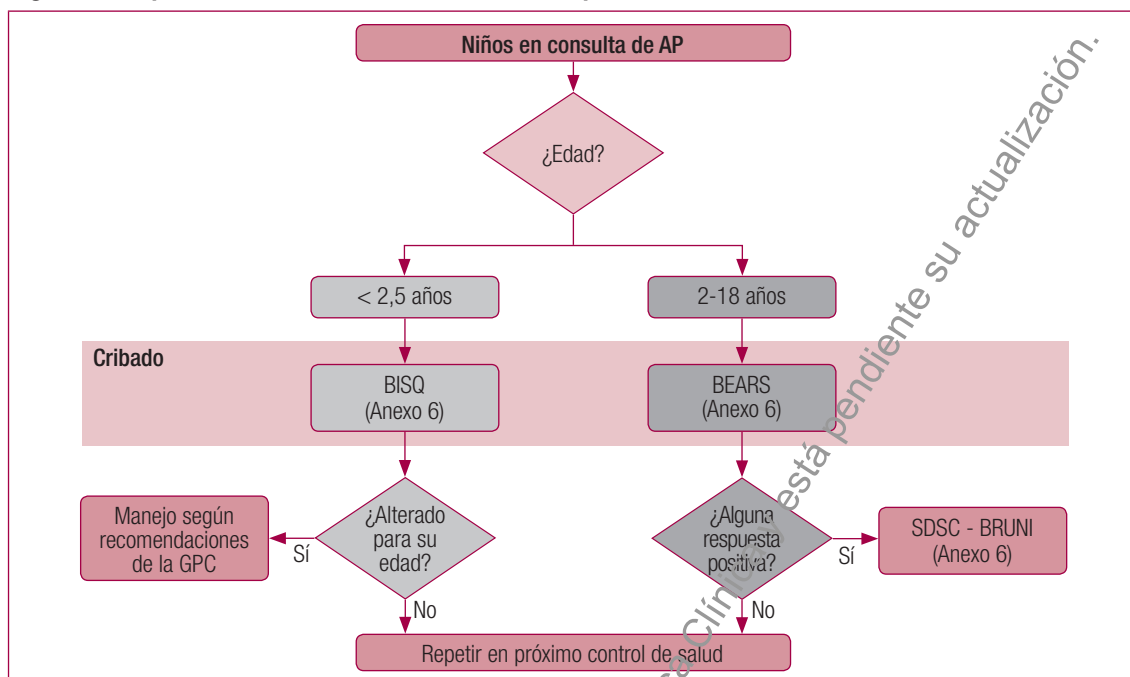 Niños en consulta de AP
¿Edad?
< 2,5 años
2-18 años
Cribado
BISQ
(Anexo 6)
BEARS
(Anexo 6)
Manejo según
recomendaciones
de la GPC
Sí
¿Alterado
para su
edad?
¿Alguna
respuesta
positiva?
Sí
SDSC - BRUNI
(Anexo 6)
No
No
Repetir en próximo control de salud
Clínica y está pendiente su actualización.